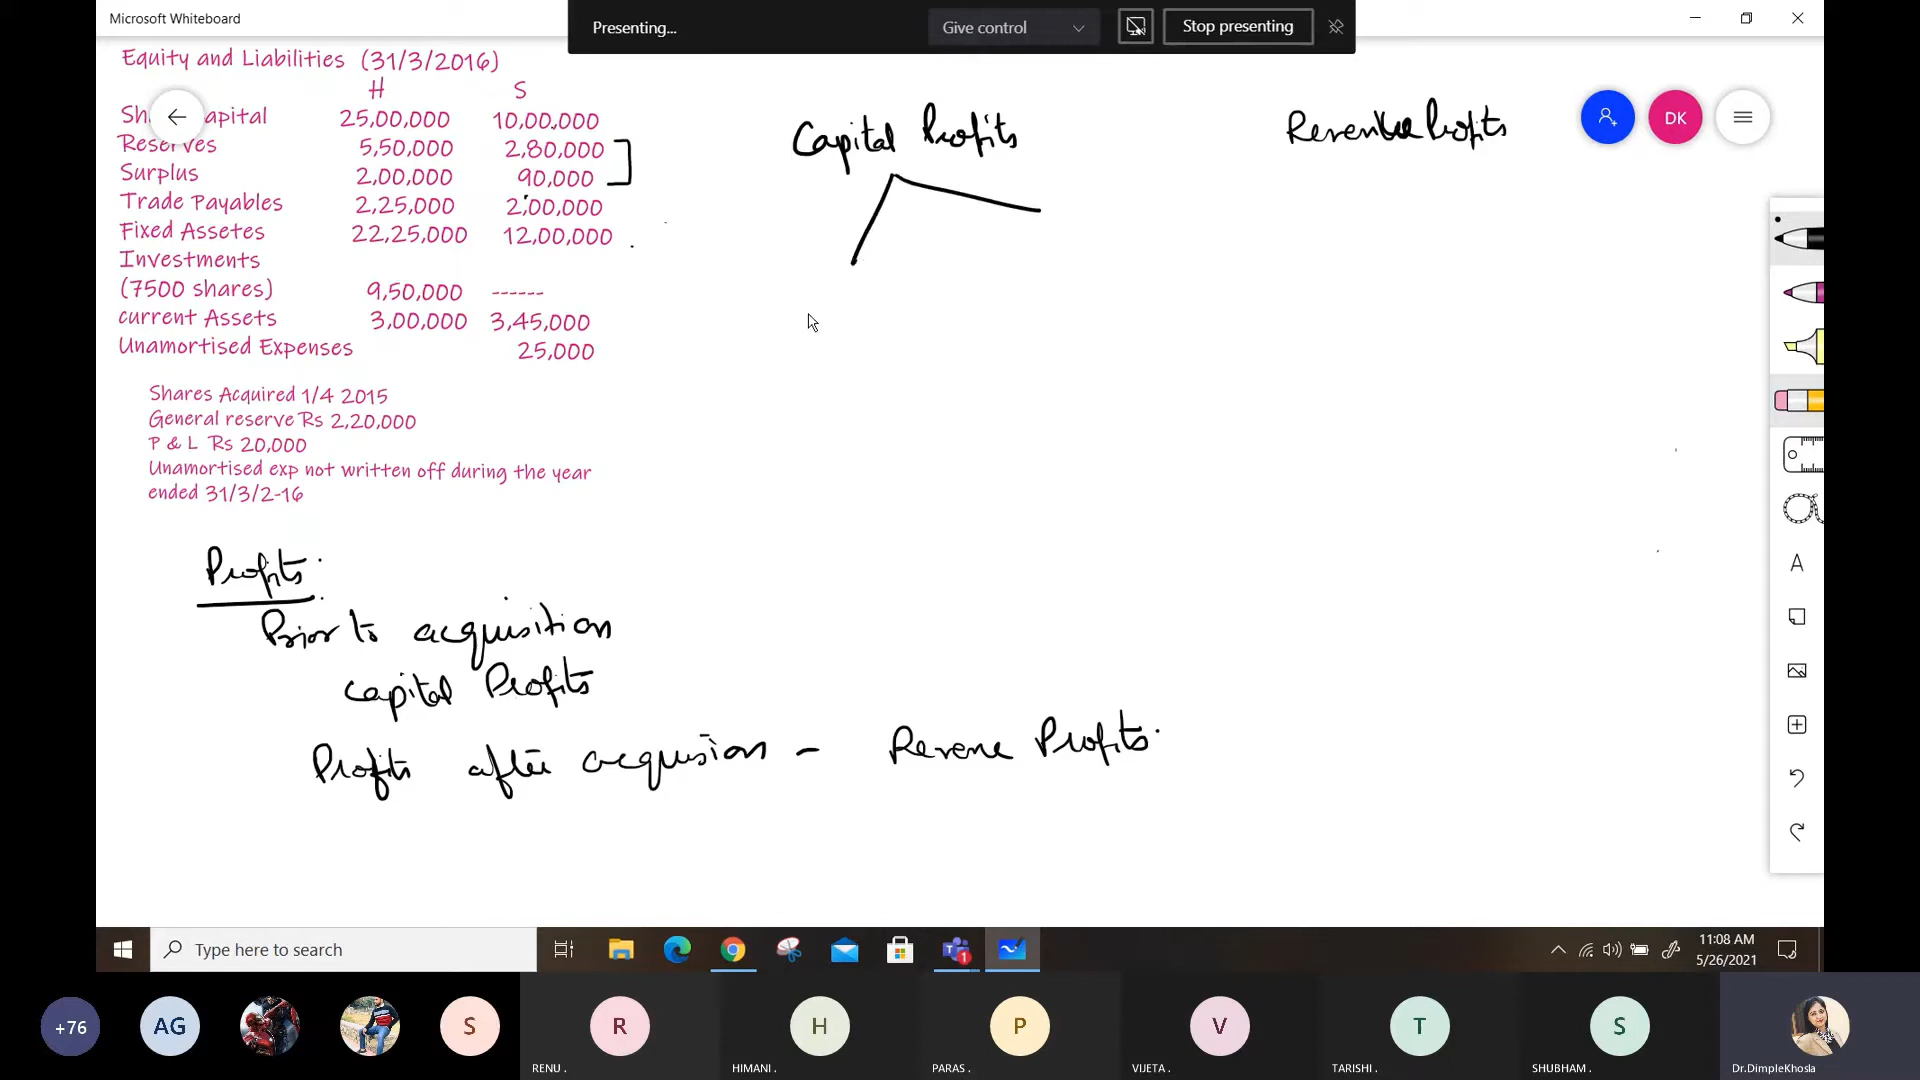 Microsoft Whiteboard
Presenting...
Give control
Stop presenting
Equity and Liabilities (31/3/2016)
H S
Sh apital 25,00,000 10,00,000
Reserves 5,50,000 2,80,000
Surplus 2,00,000 90,000
Trade Payables 2,25,000 2,00,000
Fixed Assetes 22,25,000 12,00,000
Investments
(7500 shares) 9,50,000 ------
current Assets 3,00,000 3,45,000
Unamortised Expenses 25,000
Shares Acquired 1/4 2015
General reserve Rs 2,20,000
P & L Rs 20,000
Unamortised exp not written off during the year
ended 31/3/2-16
Capital Profits
Revenue Profits
DK
Profits
Prior to acquisition
Capital Profits
Profits after acqusion - Revene Profits
A
Type here to search
1
11:08 AM
5/26/2021
+76
AG
S
R
RENU .
H
HIMANI .
P
PARAS .
V
VIJETA .
T
TARISHI .
S
SHUBHAM .
Dr.DimpleKhosla